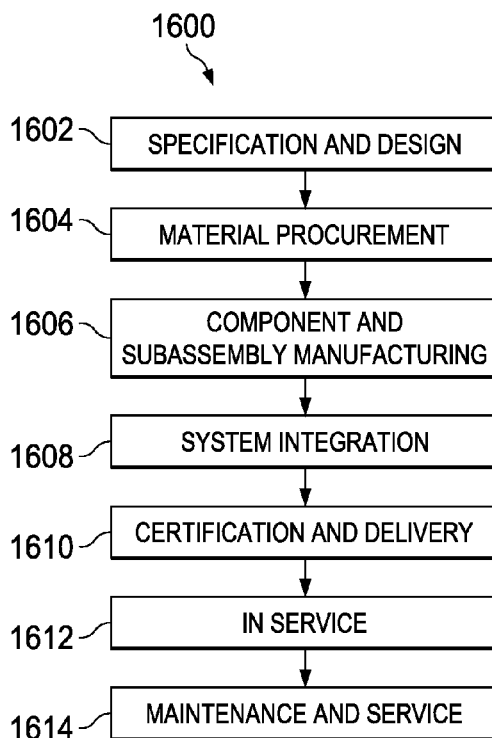 1600
1602
SPECIFICATION AND DESIGN
1604
MATERIAL PROCUREMENT
1606
COMPONENT AND
SUBASSEMBLY MANUFACTURING
1608
SYSTEM INTEGRATION
1610
CERTIFICATION AND DELIVERY
1612
IN SERVICE
1614
MAINTENANCE AND SERVICE